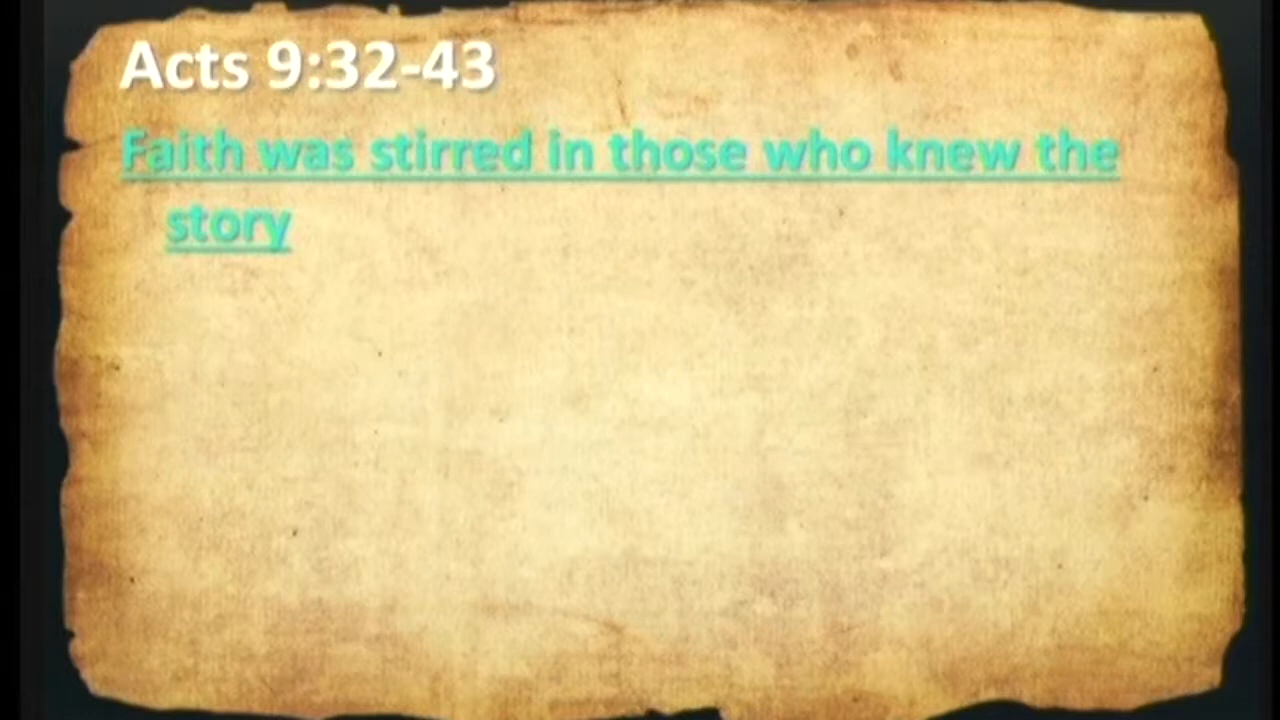 Acts 9:32-43
Faith was stirred in those who knew the
story